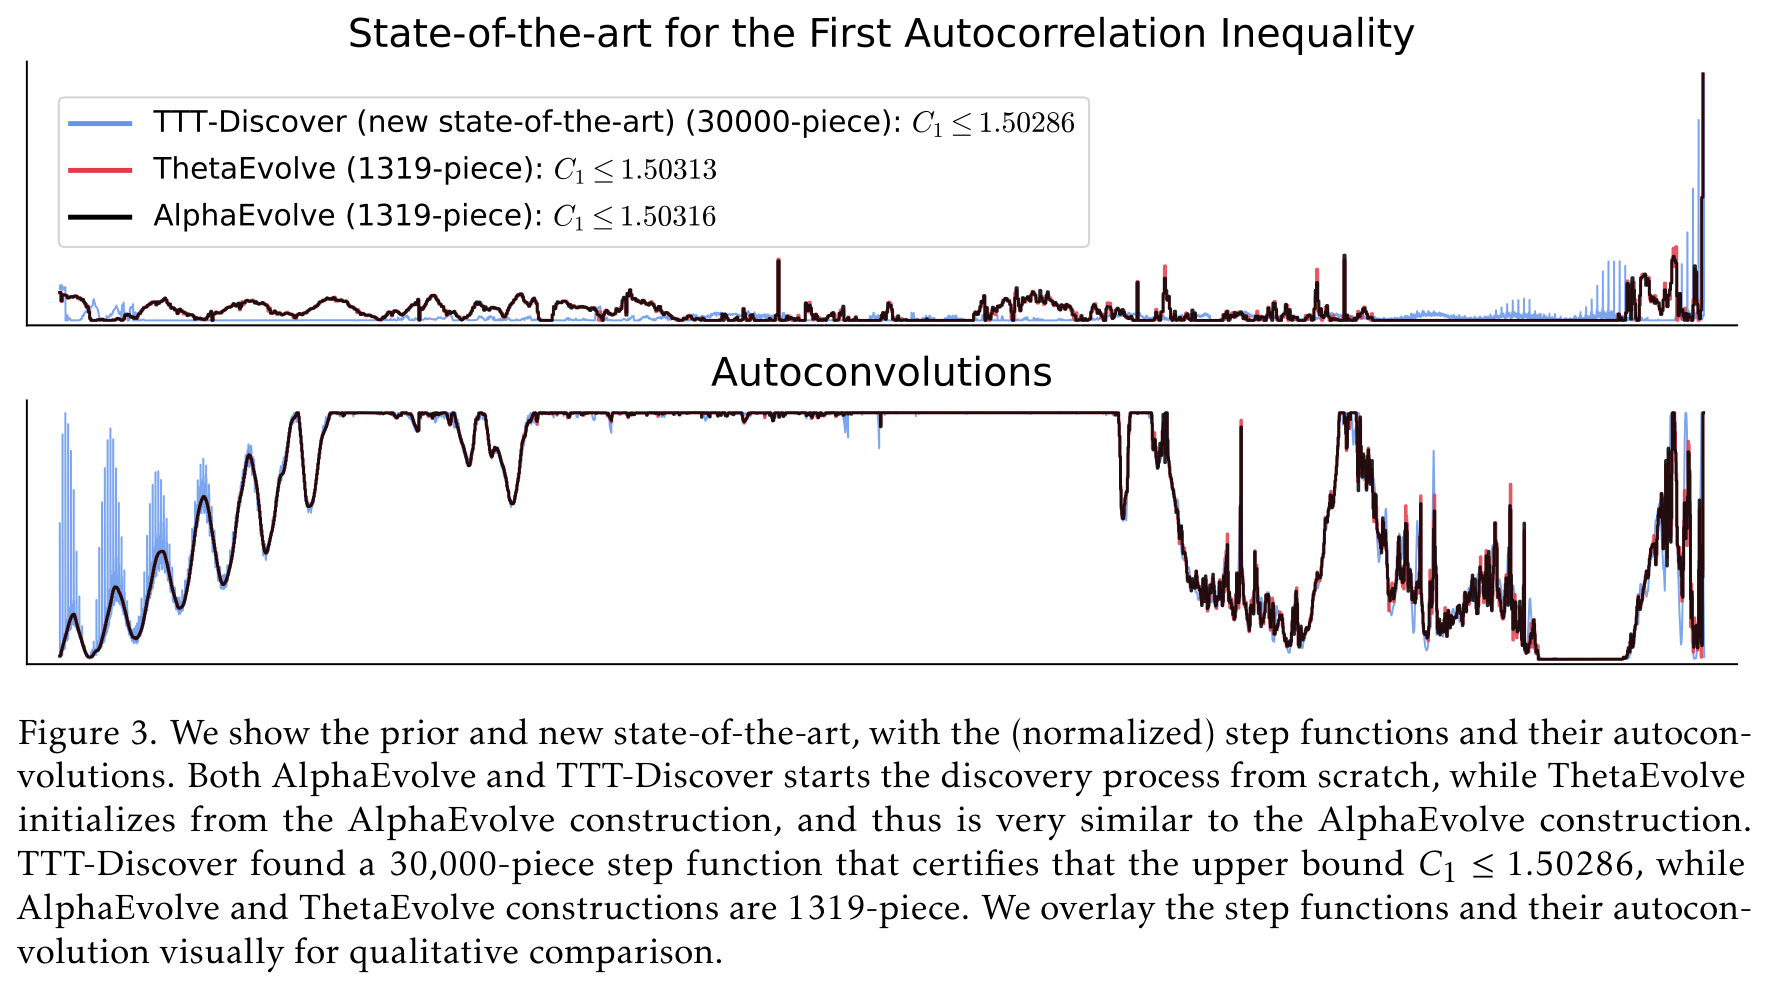 State-of-the-art for the First Autocorrelation Inequality
TTT-Discover (new state-of-the-art) (30000-piece): C₁ ≤ 1.50286
ThetaEvolve (1319-piece): C₁ ≤ 1.50313
AlphaEvolve (1319-piece): C₁ ≤ 1.50316
Autoconvolutions
Figure 3. We show the prior and new state-of-the-art, with the (normalized) step functions and their autocon-
volutions. Both AlphaEvolve and TTT-Discover starts the discovery process from scratch, while ThetaEvolve
initializes from the AlphaEvolve construction, and thus is very similar to the AlphaEvolve construction.
TTT-Discover found a 30,000-piece step function that certifies that the upper bound C₁ ≤ 1.50286, while
AlphaEvolve and ThetaEvolve constructions are 1319-piece. We overlay the step functions and their autocon-
volution visually for qualitative comparison.